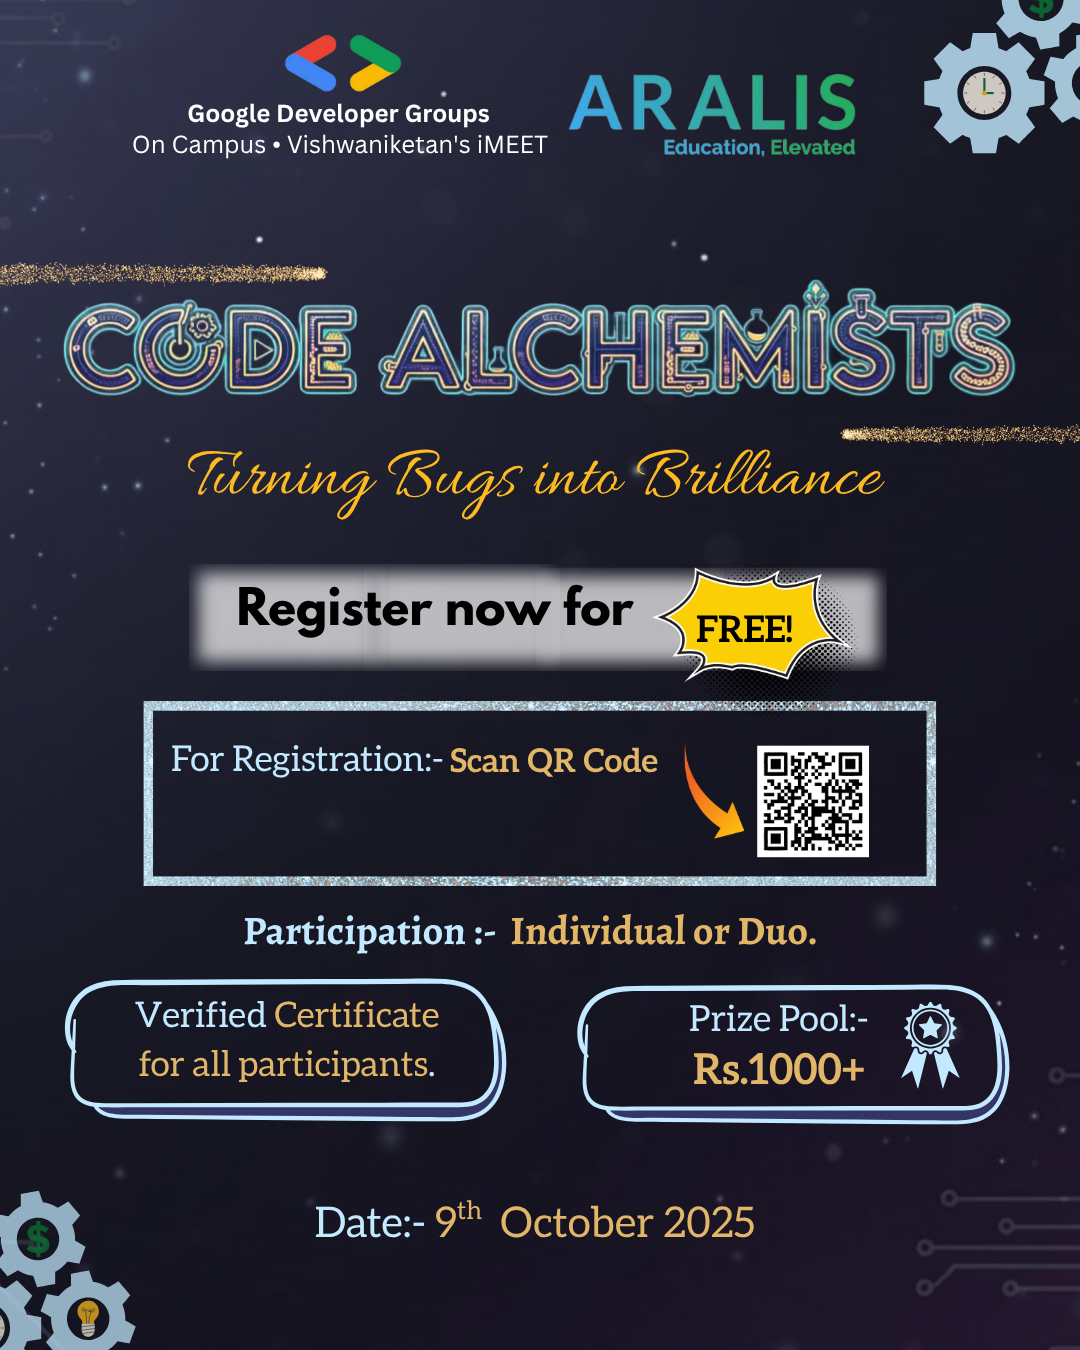 Google Developer Groups
On Campus • Vishwaniketan's iMEET
ARALIS
Education, Elevated
CODE ALCHEMISTS
Turning Bugs into Brilliance
Register now for
FREE!
For Registration:- Scan QR Code
Participation :- Individual or Duo.
Verified Certificate
for all participants.
Prize Pool:-
Rs.1000+
Date:- 9th October 2025